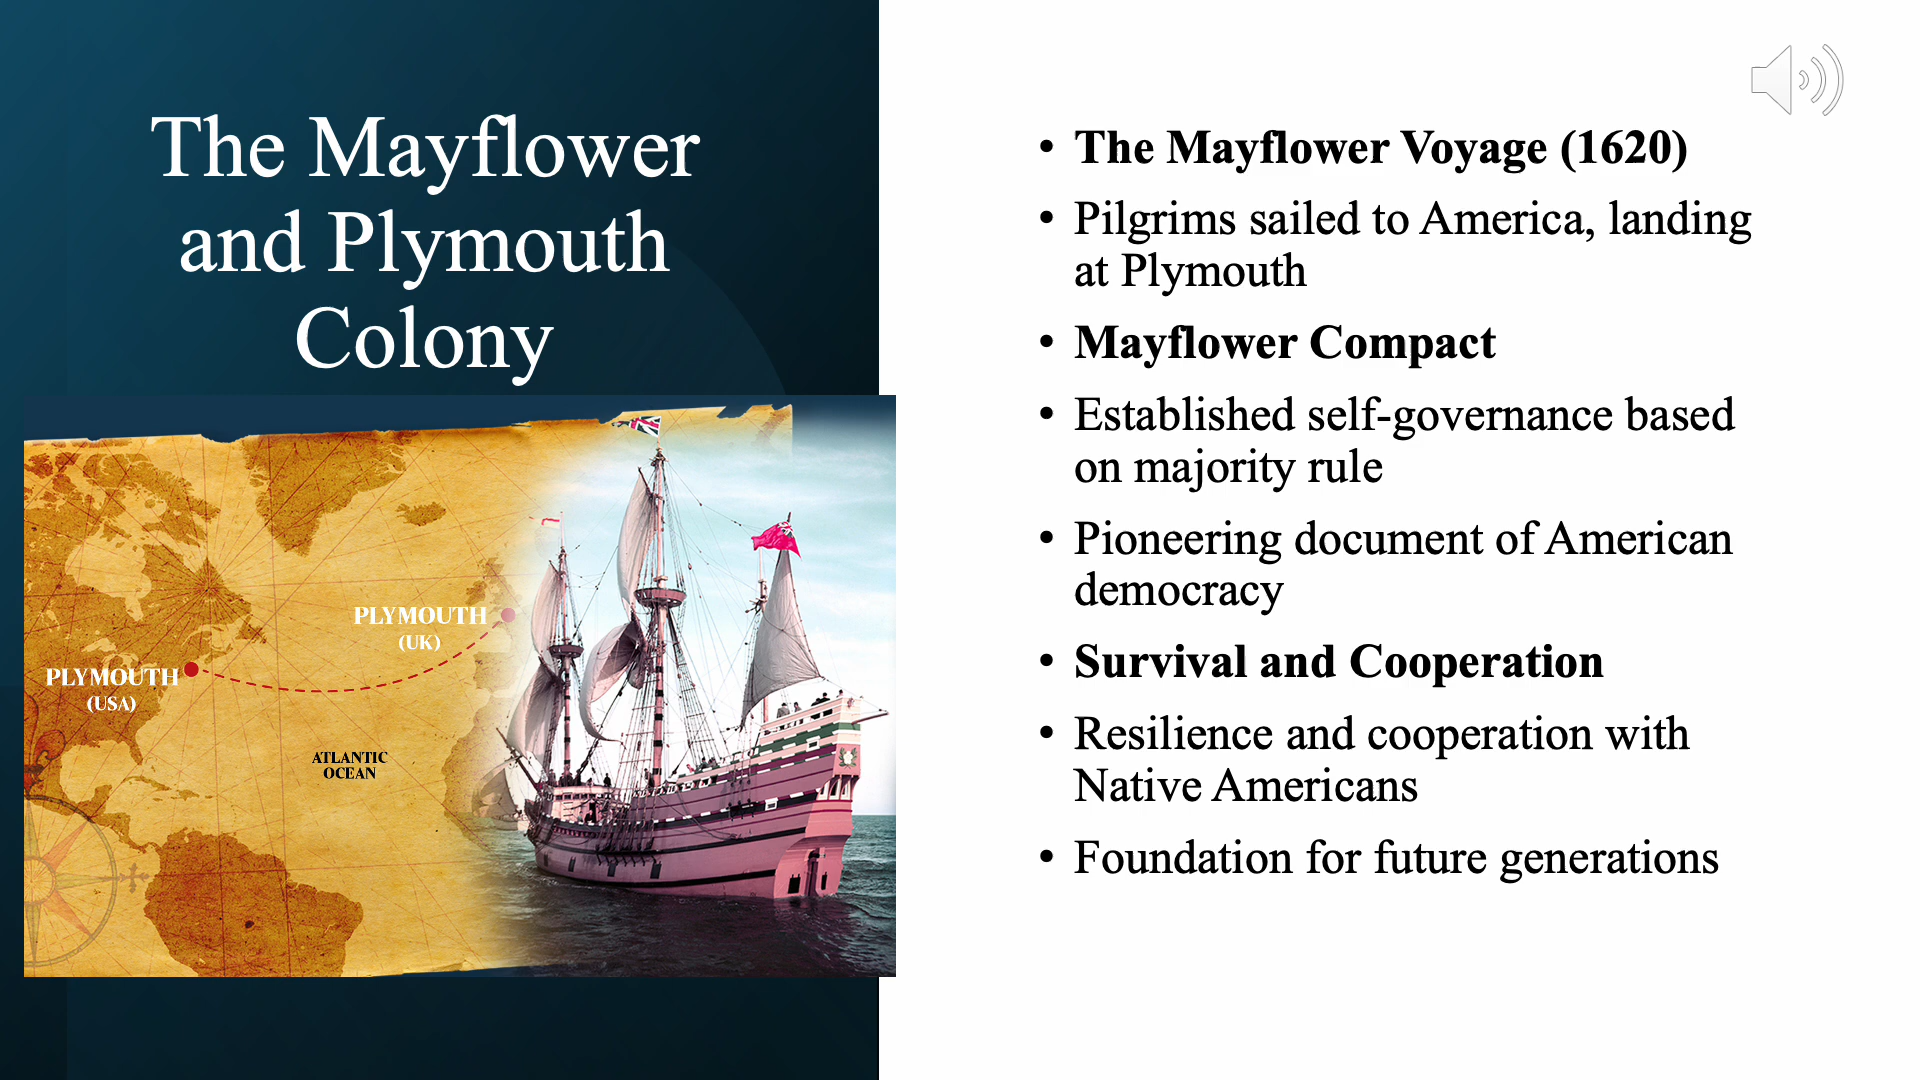 The Mayflower
and Plymouth
Colony
PLYMOUTH
(UK)
PLYMOUTH
(USA)
ATLANTIC
OCEAN
• The Mayflower Voyage (1620)
• Pilgrims sailed to America, landing
at Plymouth
• Mayflower Compact
• Established self-governance based
on majority rule
• Pioneering document of American
democracy
• Survival and Cooperation
• Resilience and cooperation with
Native Americans
• Foundation for future generations